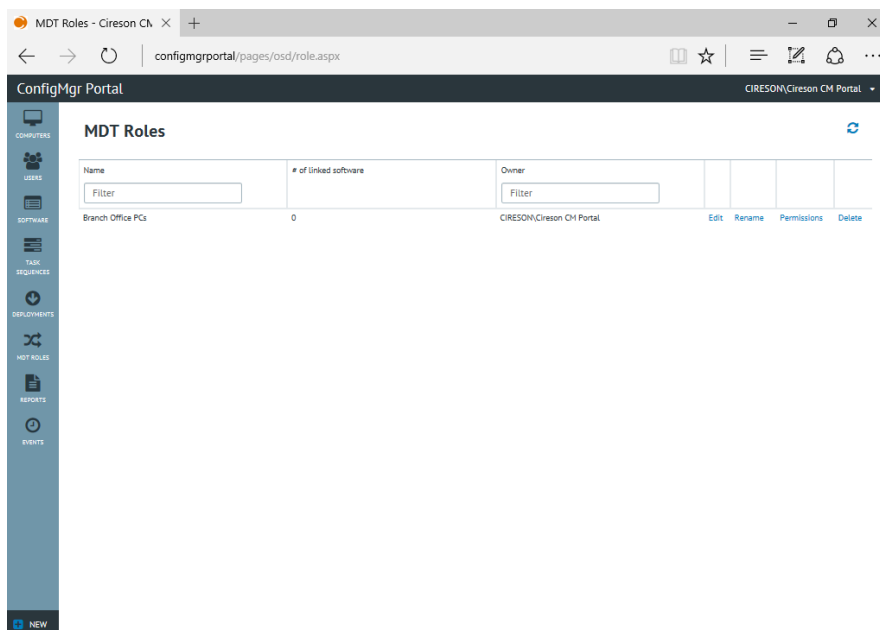 MDT Roles - Cireson CM
configmgrportal/pages/osd/role.aspx
ConfigMgr Portal
CIRESON\Cireson CM Portal
COMPUTERS
USERS
SOFTWARE
TASK
SEQUENCES
DEPLOYMENTS
MDT ROLES
REPORTS
EVENTS
NEW
MDT Roles
Name # of linked software Owner
Filter Filter
Branch Office PCs 0 CIRESON\Cireson CM Portal Edit Rename Permissions Delete